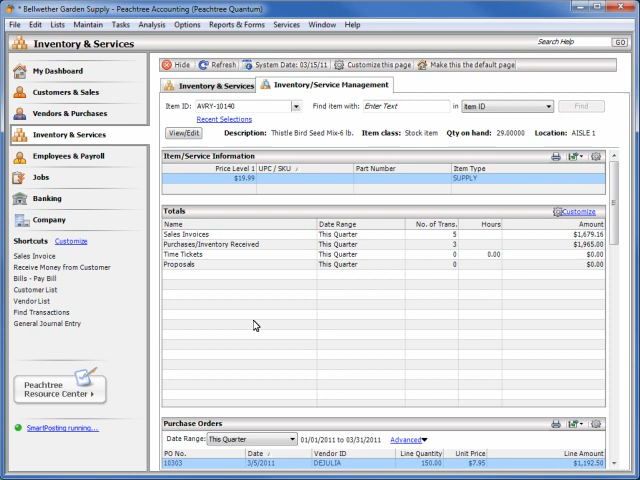 * Bellwether Garden Supply - Peachtree Accounting (Peachtree Quantum)
File Edit Lists Maintain Tasks Analysis Options Reports & Forms Services Window Help
Inventory & Services Search Help GO
My Dashboard
Customers & Sales
Vendors & Purchases
Inventory & Services
Employees & Payroll
Jobs
Banking
Company
Shortcuts Customize
Sales Invoice
Receive Money from Customer
Bills - Pay Bill
Customer List
Vendor List
Find Transactions
General Journal Entry
Peachtree
Resource Center
SmartPosting running...
Hide Refresh System Date: 03/15/11 Customize this page Make this the default page
Inventory & Services Inventory/Service Management
Item ID: AVRY-10140 Find item with: Enter Text in Item ID Find
Recent Selections
View/Edit Description: Thistle Bird Seed Mix-6 lb. Item class: Stock item Qty on hand: 29.00000 Location: AISLE 1
Item/Service Information
Price Level 1 UPC / SKU / Part Number Item Type
$19.99 SUPPLY
Totals Customize
Name Date Range No. of Trans. Hours Amount
Sales Invoices This Quarter 5 $1,679.16
Purchases/Inventory Received This Quarter 3 $1,965.00
Time Tickets This Quarter 0 0.00 $0.00
Proposals This Quarter 0 $0.00
Purchase Orders
Date Range: This Quarter 01/01/2011 to 03/31/2011 Advanced
PO No. Date / Vendor ID Line Quantity Unit Price Line Amount
10303 3/5/2011 DEJULIA 150.00 $7.95 $1,192.50